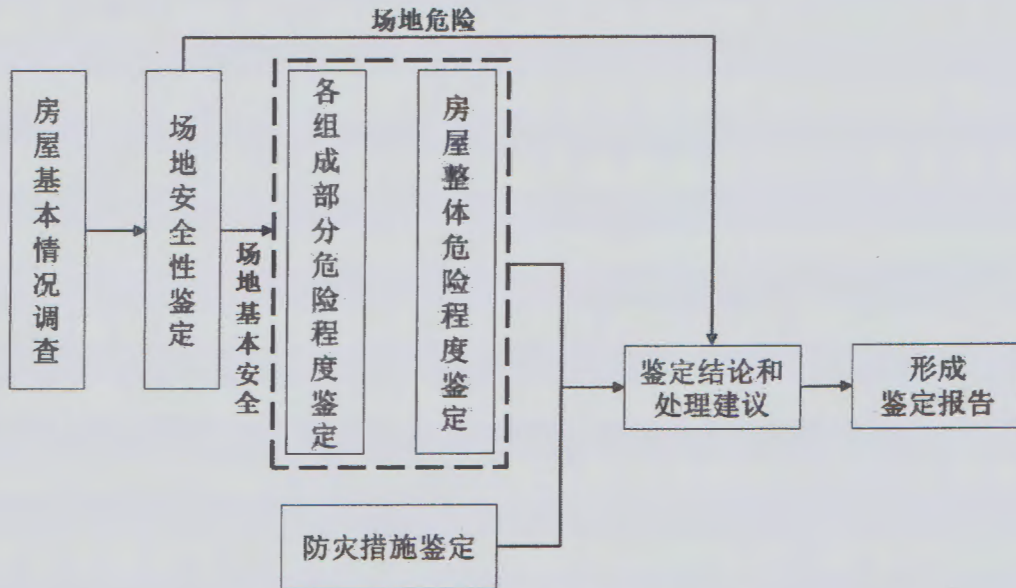 场地危险
房屋基本情况调查
场地安全性鉴定
场地基本安全
各组成部分危险程度鉴定
房屋整体危险程度鉴定
鉴定结论和
处理建议
形成
鉴定报告
防灾措施鉴定